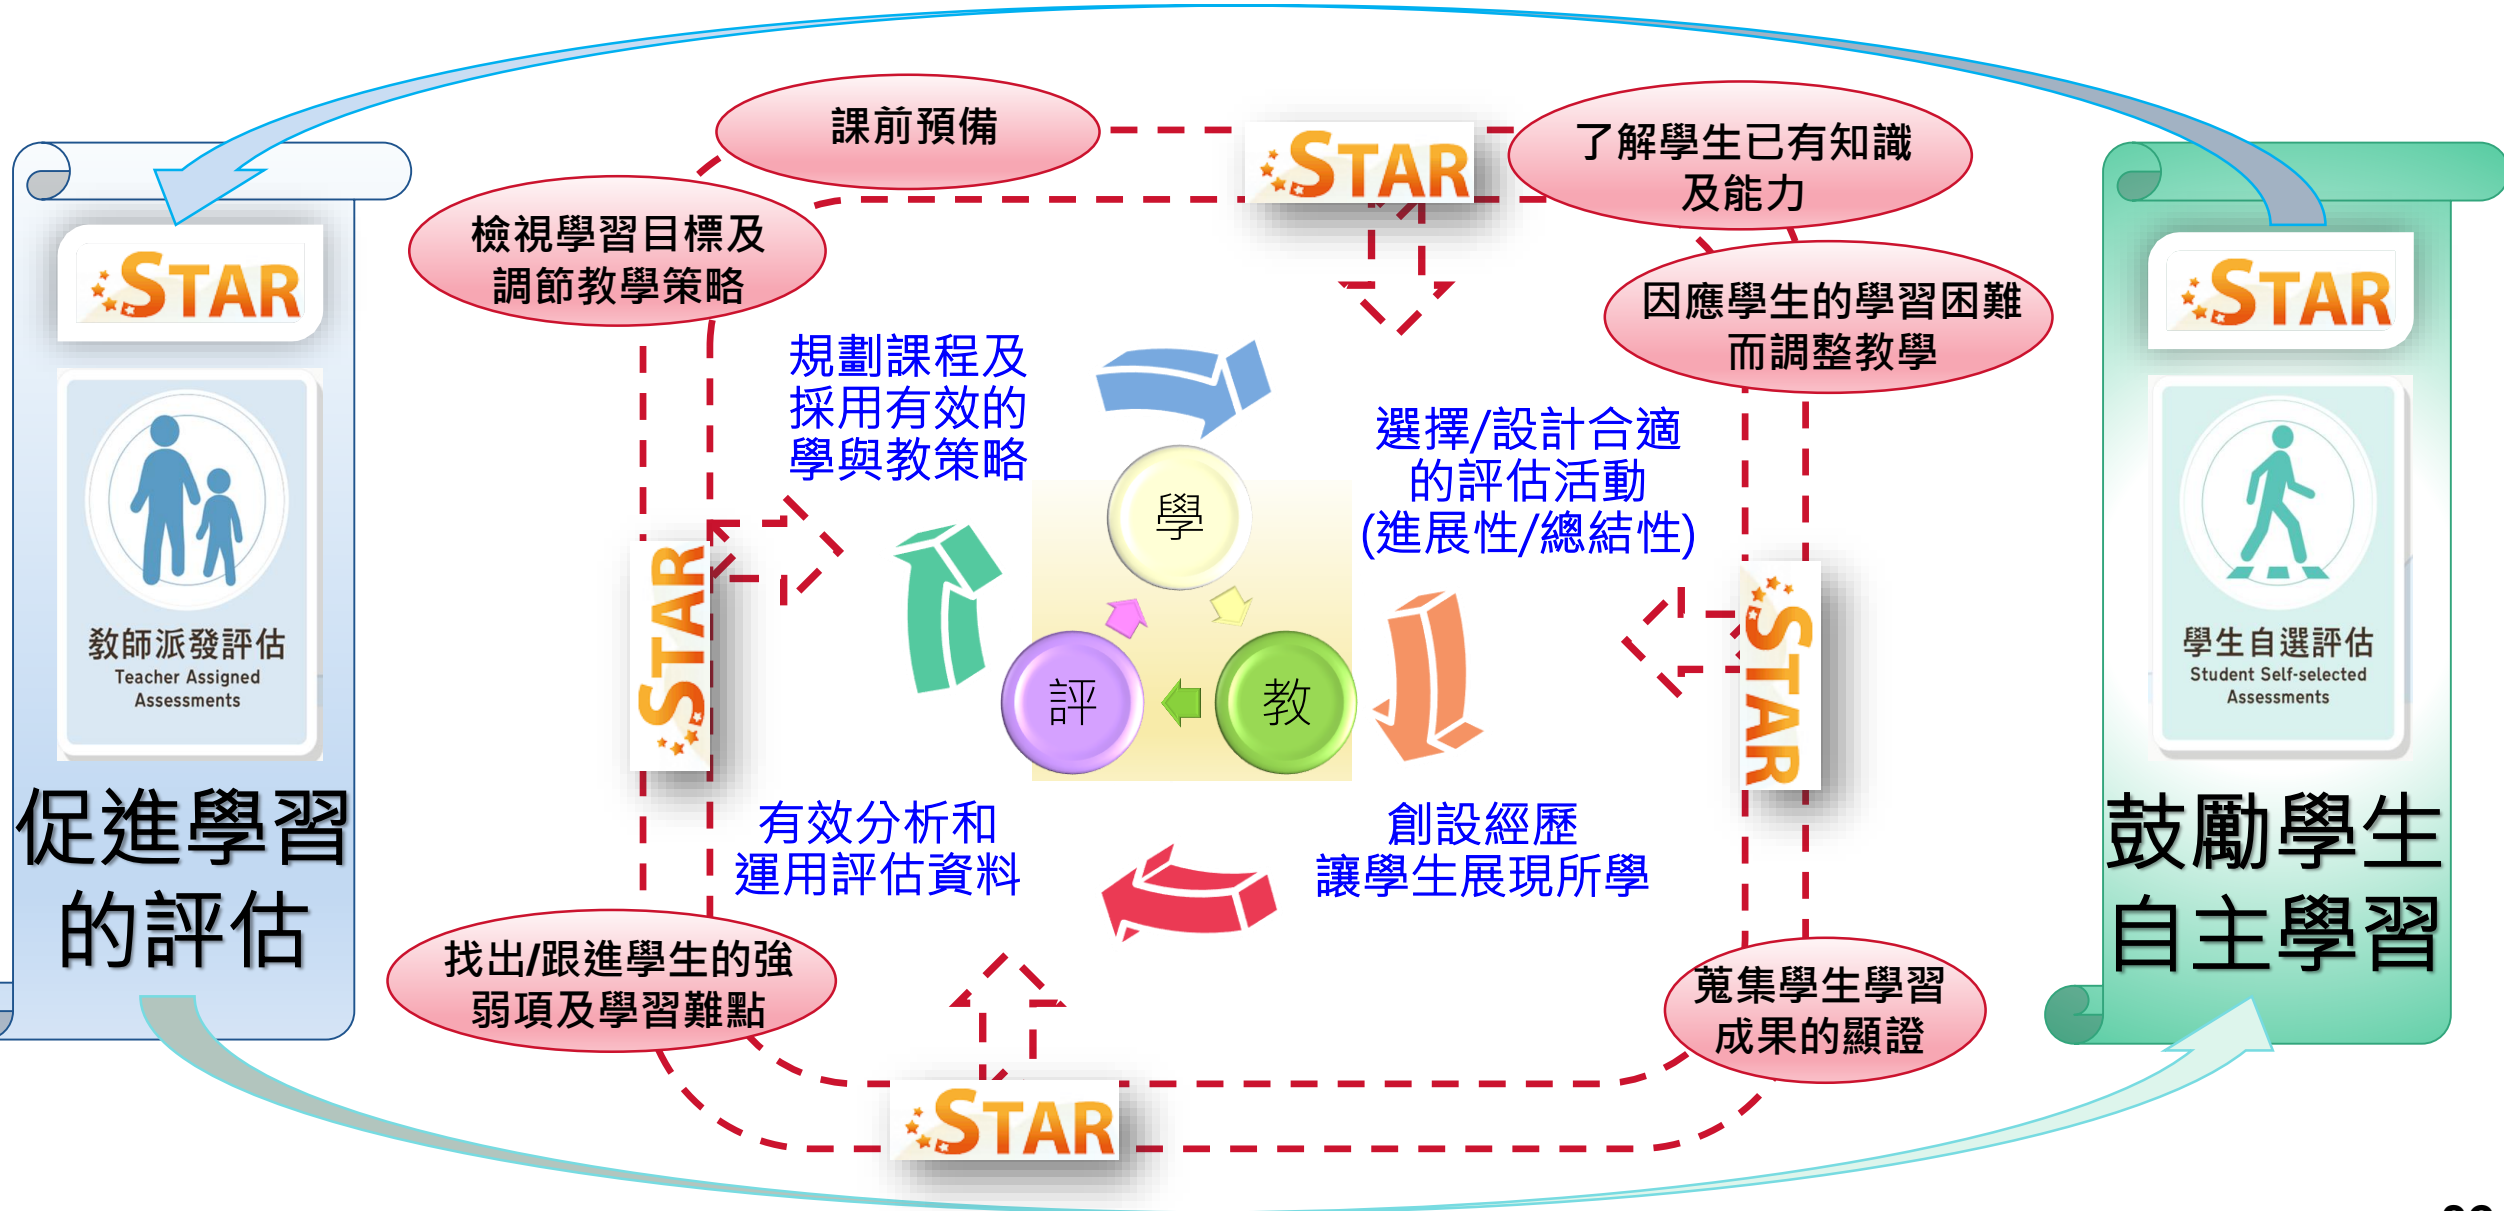 STAR
教師派發評估
Teacher Assigned
Assessments
促進學習
的評估
課前預備
STAR
了解學生已有知識
及能力
檢視學習目標及
調節教學策略
因應學生的學習困難
而調整教學
規劃課程及
採用有效的
學與教策略
選擇/設計合適
的評估活動
(進展性/總結性)
學
教
評
STAR
STAR
有效分析和
運用評估資料
創設經歷
讓學生展現所學
找出/跟進學生的強
弱項及學習難點
蒐集學生學習
成果的顯證
STAR
STAR
學生自選評估
Student Self-selected
Assessments
鼓勵學生
自主學習